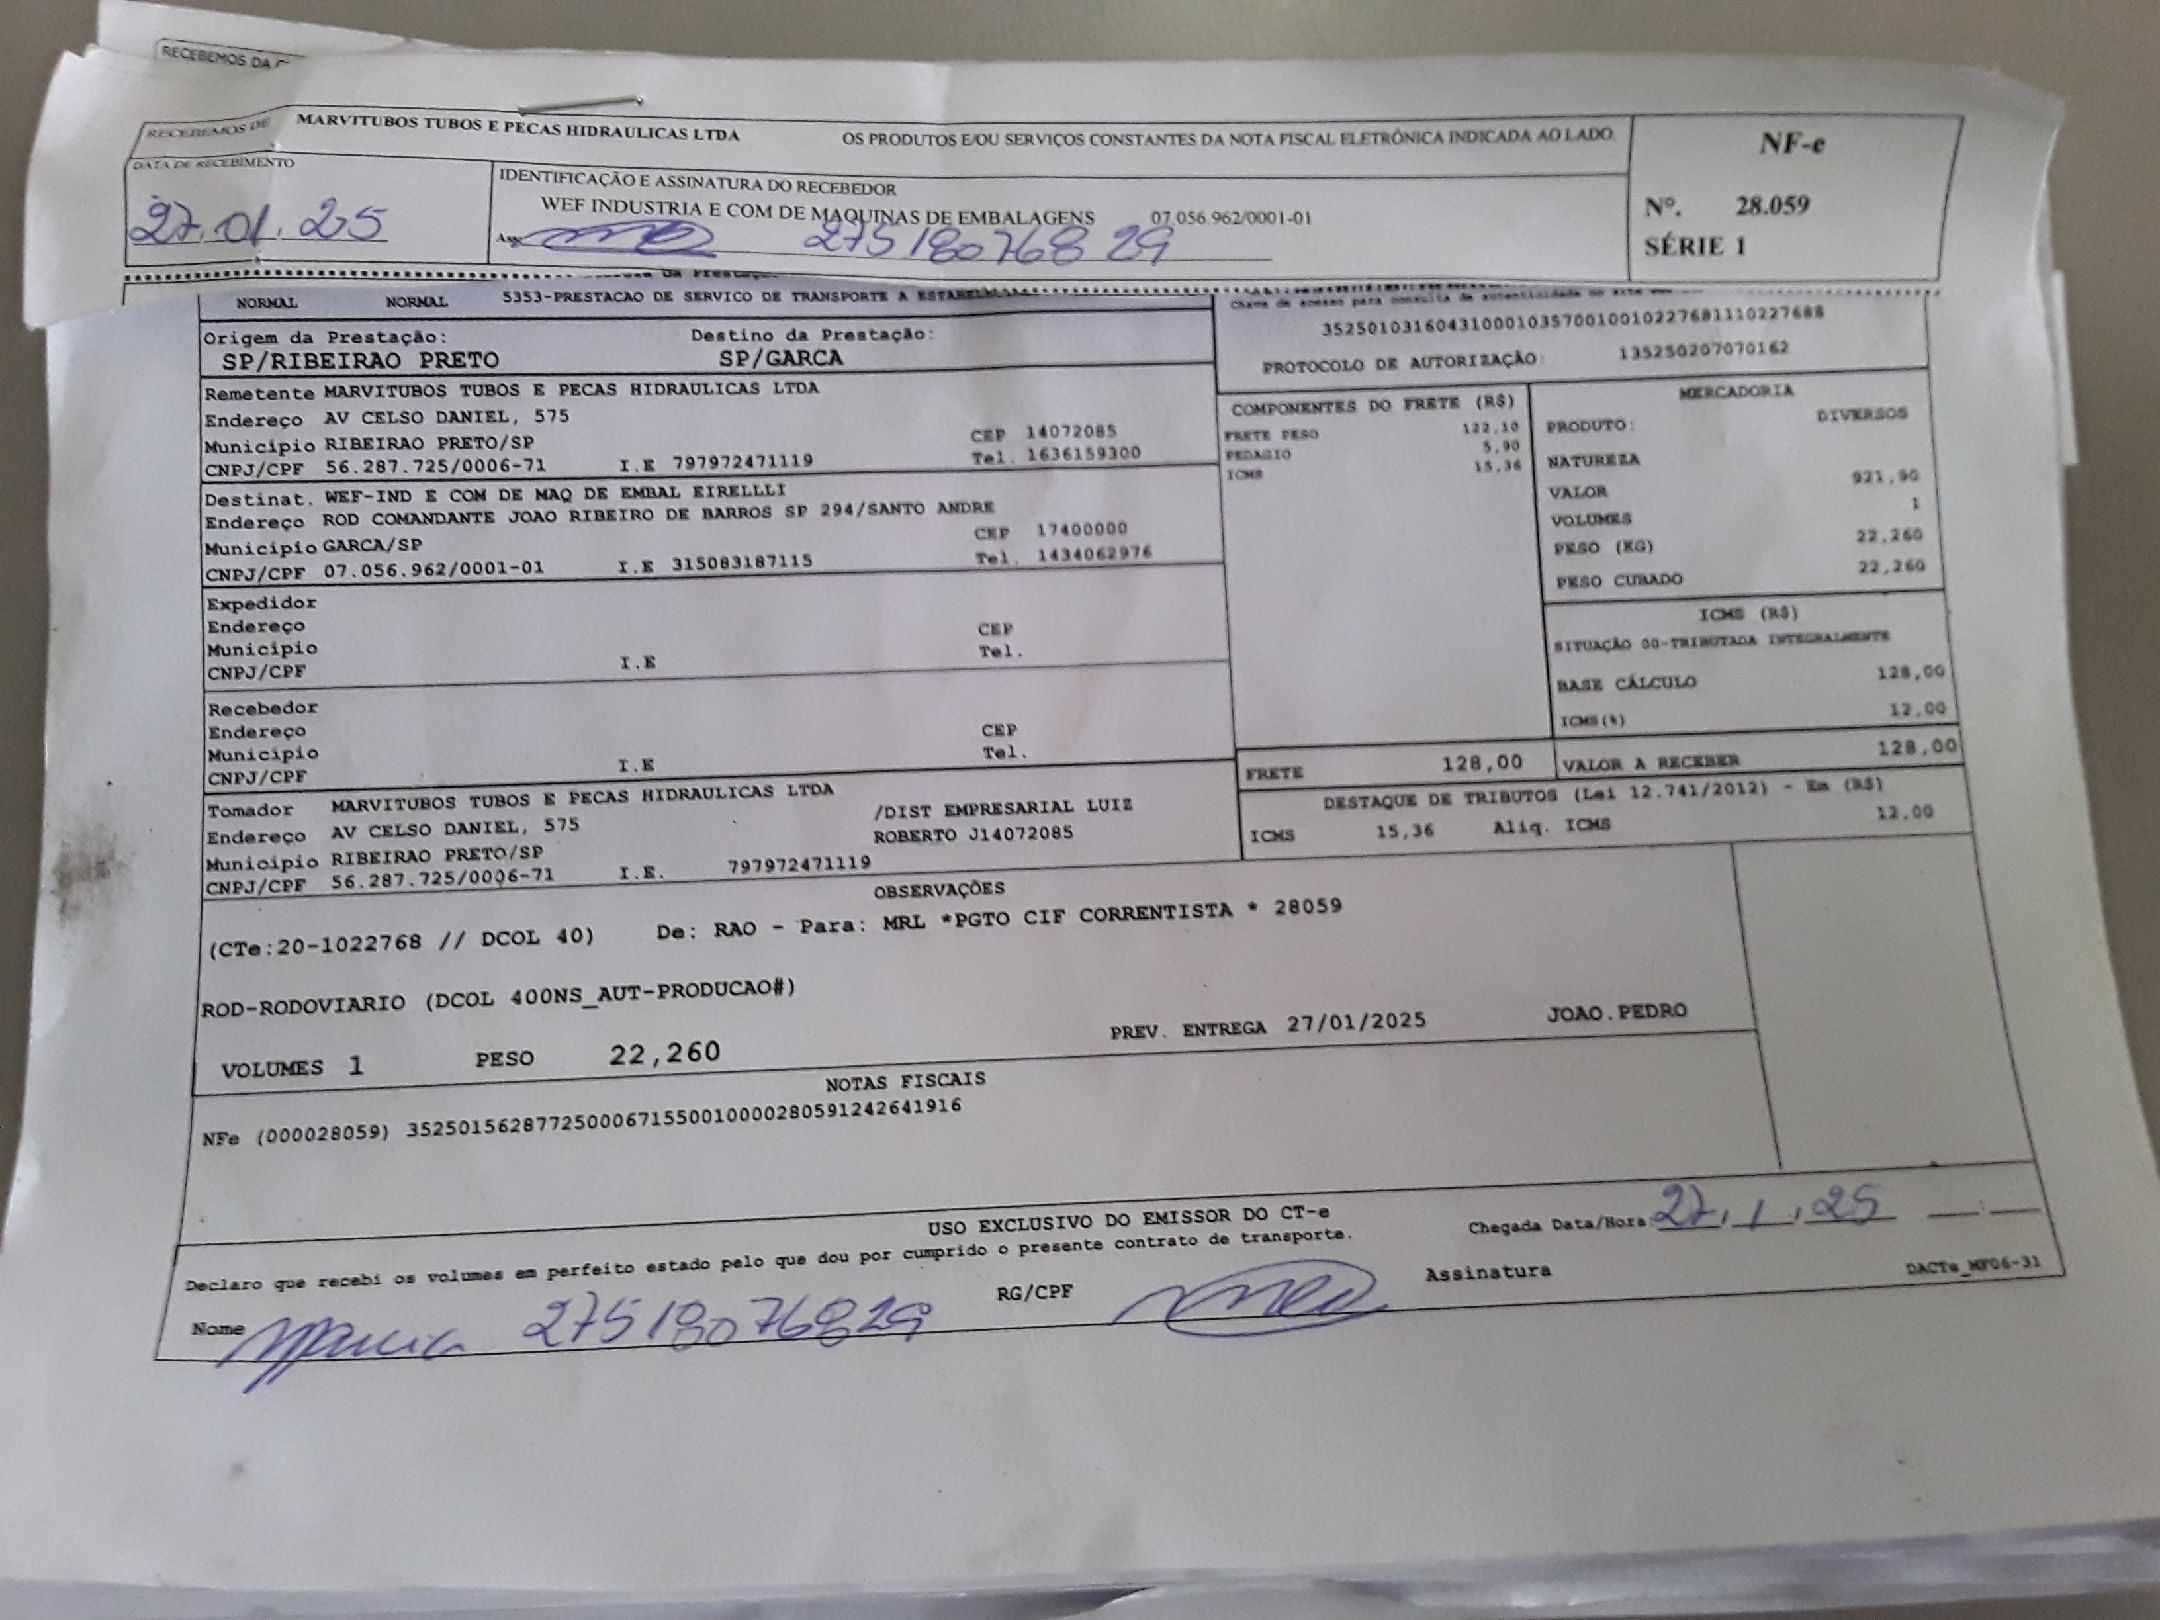 RECEBEMOS DA
RECEBEMOS DE MARVITUBOS TUBOS E PECAS HIDRAULICAS LTDA OS PRODUTOS E/OU SERVIÇOS CONSTANTES DA NOTA FISCAL ELETRÔNICA INDICADA AO LADO
NF-e
Nº. 28.059
SÉRIE 1
DATA DE RECEBIMENTO
27.01.25
IDENTIFICAÇÃO E ASSINATURA DO RECEBEDOR
WEF INDUSTRIA E COM DE MAQUINAS DE EMBALAGENS 07.056.962/0001-01
27518076829
NORMAL NORMAL 5353-PRESTACAO DE SERVICO DE TRANSPORTE A
Chave de acesso para consulta de autenticidade no site
35250103160431000103570010010227681110227688
PROTOCOLO DE AUTORIZAÇÃO: 135250207070162
Origem da Prestação: Destino da Prestação:
SP/RIBEIRAO PRETO SP/GARCA
Remetente MARVITUBOS TUBOS E PECAS HIDRAULICAS LTDA
Endereço AV CELSO DANIEL, 575
Município RIBEIRAO PRETO/SP CEP 14072085
CNPJ/CPF 56.287.725/0006-71 I.E 797972471119 Tel. 1636159300
Destinat. WEF-IND E COM DE MAQ DE EMBAL EIRELLLI
Endereço ROD COMANDANTE JOAO RIBEIRO DE BARROS SP 294/SANTO ANDRE
Município GARCA/SP CEP 17400000
CNPJ/CPF 07.056.962/0001-01 I.E 315083187115 Tel. 1434062976
Expedidor
Endereço CEP
Município Tel.
CNPJ/CPF I.E
Recebedor
Endereço CEP
Município Tel.
CNPJ/CPF I.E
Tomador MARVITUBOS TUBOS E PECAS HIDRAULICAS LTDA
Endereço AV CELSO DANIEL, 575 /DIST EMPRESARIAL LUIZ
ROBERTO J14072085
Município RIBEIRAO PRETO/SP
CNPJ/CPF 56.287.725/0006-71 I.E. 797972471119
COMPONENTES DO FRETE (R$)
FRETE PESO 122,10
PEDAGIO 5,90
ICMS 15,36
MERCADORIA
PRODUTO: DIVERSOS
NATUREZA
VALOR 921,90
VOLUMES 1
PESO (KG) 22,260
PESO CUBADO 22,260
ICMS (R$)
SITUAÇÃO 00-TRIBUTADA INTEGRALMENTE
BASE CÁLCULO 128,00
ICMS(%) 12,00
FRETE 128,00 VALOR A RECEBER 128,00
DESTAQUE DE TRIBUTOS (Lei 12.741/2012) - Em (R$)
ICMS 15,36 Aliq. ICMS 12,00
OBSERVAÇÕES
(CTe:20-1022768 // DCOL 40) De: RAO - Para: MRL *PGTO CIF CORRENTISTA * 28059
ROD-RODOVIARIO (DCOL 400NS_AUT-PRODUCAO#)
VOLUMES 1 PESO 22,260 PREV. ENTREGA 27/01/2025 JOAO.PEDRO
NOTAS FISCAIS
NFe (000028059) 35250156287725000671550010000280591242641916
USO EXCLUSIVO DO EMISSOR DO CT-e
Chegada Data/Hora 27, 1, 25
Declaro que recebi os volumes em perfeito estado pelo que dou por cumprido o presente contrato de transporte.
Nome 27518076829 RG/CPF Assinatura
DACTe_MF06-31